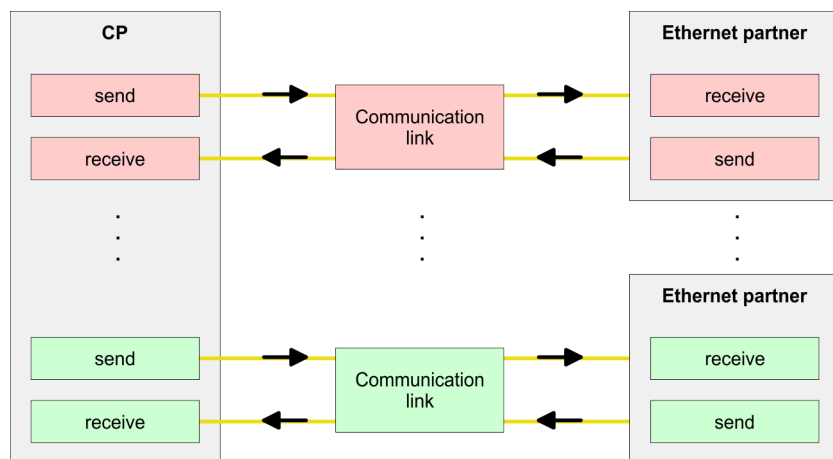 CP
Ethernet partner
send
receive
Communication
link
receive
send
Ethernet partner
send
receive
Communication
link
receive
send